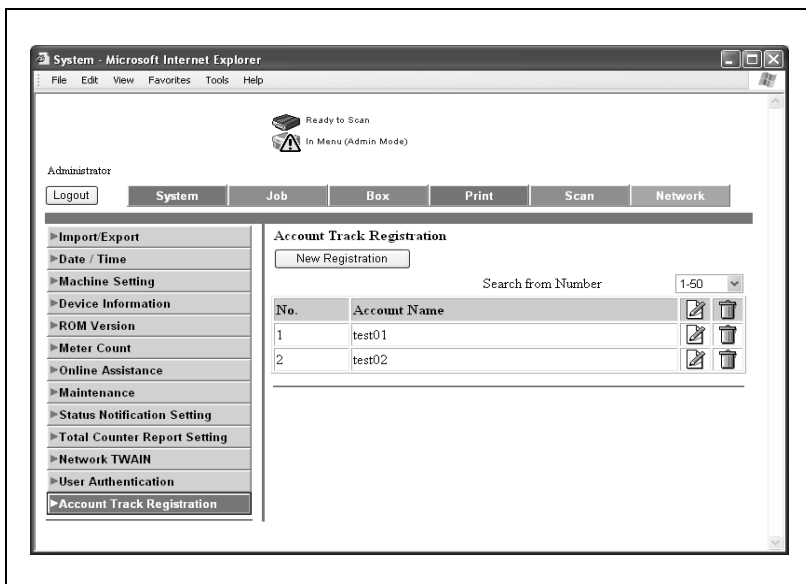 System - Microsoft Internet Explorer
File Edit View Favorites Tools Help
Ready to Scan
In Menu (Admin Mode)
Administrator
Logout System Job Box Print Scan Network
Import/Export
Date / Time
Machine Setting
Device Information
ROM Version
Meter Count
Online Assistance
Maintenance
Status Notification Setting
Total Counter Report Setting
Network TWAIN
User Authentication
Account Track Registration
Account Track Registration
New Registration
Search from Number 1-50
No. Account Name
1 test01
2 test02